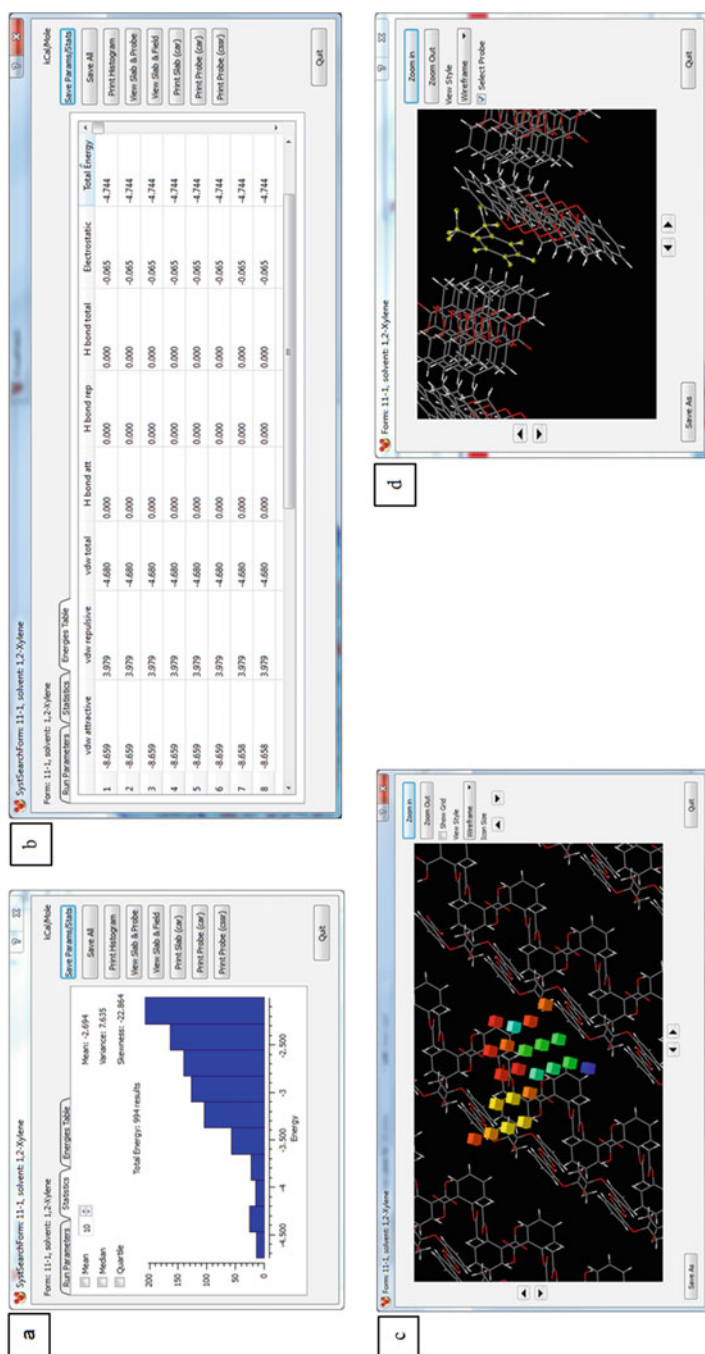 a
SystSearchForm: 11-1, solvent: 1,2-Xylene
Form: 11-1, solvent: 1,2-Xylene
kCal/Mole
Run Parameters Statistics Energies Table
Mean 10
Median
Quartile
Mean: -2.694
Variance: 7.635
Skewness: -22.864
Total Energy: 994 results
200
150
100
50
0
-4.500 -4 -3.500 -3 -2.500
Energy
Save Params/Stats
Save All
Print Histogram
View Slab & Probe
View Slab & Field
Print Slab (car)
Print Probe (car)
Print Probe (cssr)
Quit
b
SystSearchForm: 11-1, solvent: 1,2-Xylene
Form: 11-1, solvent: 1,2-Xylene
kCal/Mole
Run Parameters Statistics Energies Table
vdw attractive vdw repulsive vdw total H bond att H bond rep H bond total Electrostatic Total Energy
1 -8.659 3.979 -4.680 0.000 0.000 0.000 -0.065 -4.744
2 -8.659 3.979 -4.680 0.000 0.000 0.000 -0.065 -4.744
3 -8.659 3.979 -4.680 0.000 0.000 0.000 -0.065 -4.744
4 -8.659 3.979 -4.680 0.000 0.000 0.000 -0.065 -4.744
5 -8.659 3.979 -4.680 0.000 0.000 0.000 -0.065 -4.744
6 -8.659 3.979 -4.680 0.000 0.000 0.000 -0.065 -4.744
7 -8.658 3.979 -4.680 0.000 0.000 0.000 -0.065 -4.744
8 -8.658 3.979 -4.680 0.000 0.000 0.000 -0.065 -4.744
Save Params/Stats
Save All
Print Histogram
View Slab & Probe
View Slab & Field
Print Slab (car)
Print Probe (car)
Print Probe (cssr)
Quit
c
Form: 11-1, solvent: 1,2-Xylene
Zoom in
Zoom Out
Show Grid
View Style
Wireframe
Icon Size
Save As
Quit
d
Form: 11-1, solvent: 1,2-Xylene
Zoom in
Zoom Out
View Style
Wireframe
Select Probe
Save As
Quit